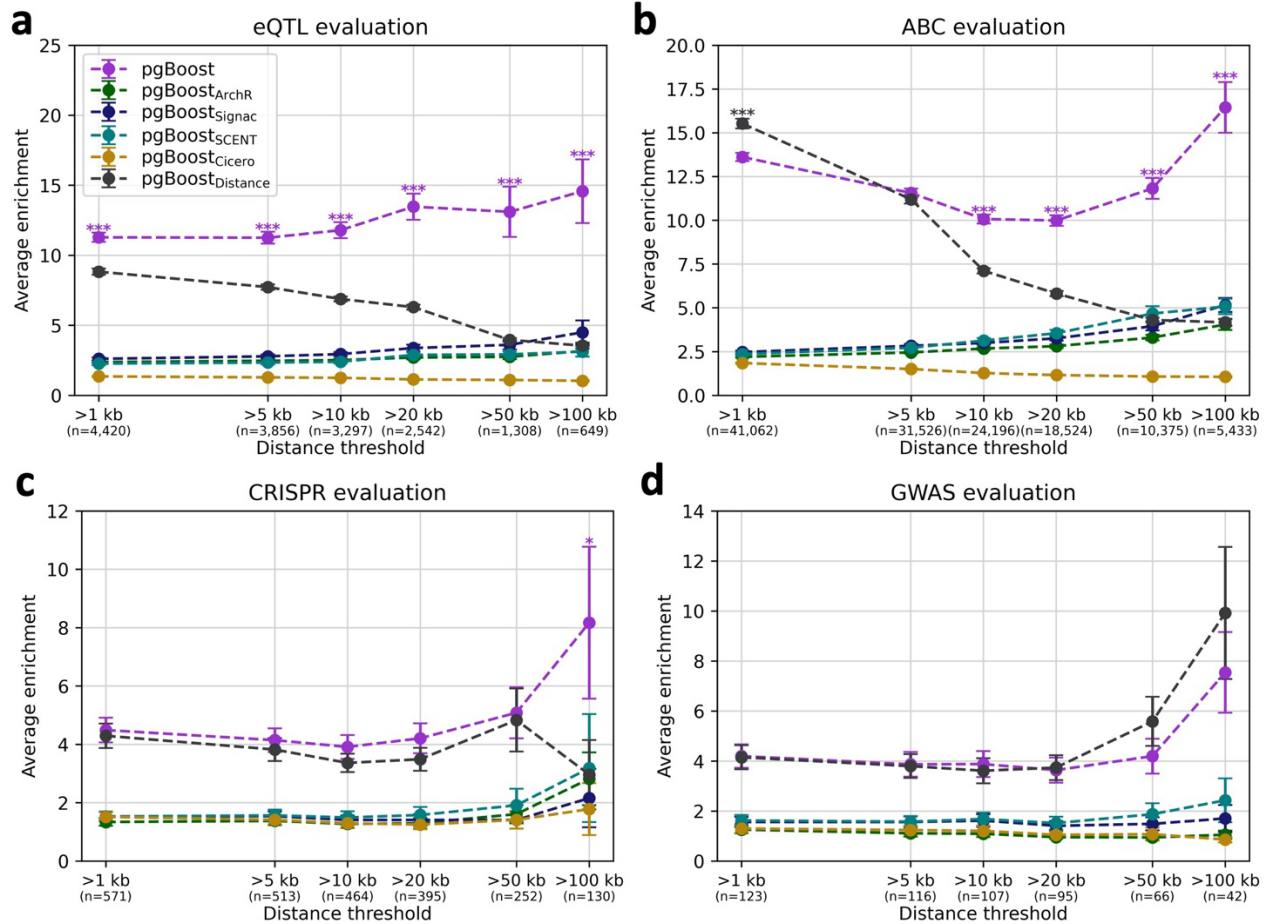 a
eQTL evaluation
25
20
15
10
5
0
Average enrichment
pgBoost
pgBoostArchR
pgBoostSignac
pgBoostSCENT
pgBoostCicero
pgBoostDistance
***
***
***
***
***
***
>1 kb >5 kb >10 kb >20 kb >50 kb >100 kb
(n=4,420) (n=3,856) (n=3,297) (n=2,542) (n=1,308) (n=649)
Distance threshold
b
ABC evaluation
20.0
17.5
15.0
12.5
10.0
7.5
5.0
2.5
0.0
Average enrichment
***
***
***
***
***
>1 kb >5 kb >10 kb >20 kb >50 kb >100 kb
(n=41,062) (n=31,526) (n=24,196) (n=18,524) (n=10,375) (n=5,433)
Distance threshold
c
CRISPR evaluation
12
10
8
6
4
2
0
Average enrichment
*
>1 kb >5 kb >10 kb >20 kb >50 kb >100 kb
(n=571) (n=513) (n=464) (n=395) (n=252) (n=130)
Distance threshold
d
GWAS evaluation
14
12
10
8
6
4
2
0
Average enrichment
>1 kb >5 kb >10 kb >20 kb >50 kb >100 kb
(n=123) (n=116) (n=107) (n=95) (n=66) (n=42)
Distance threshold